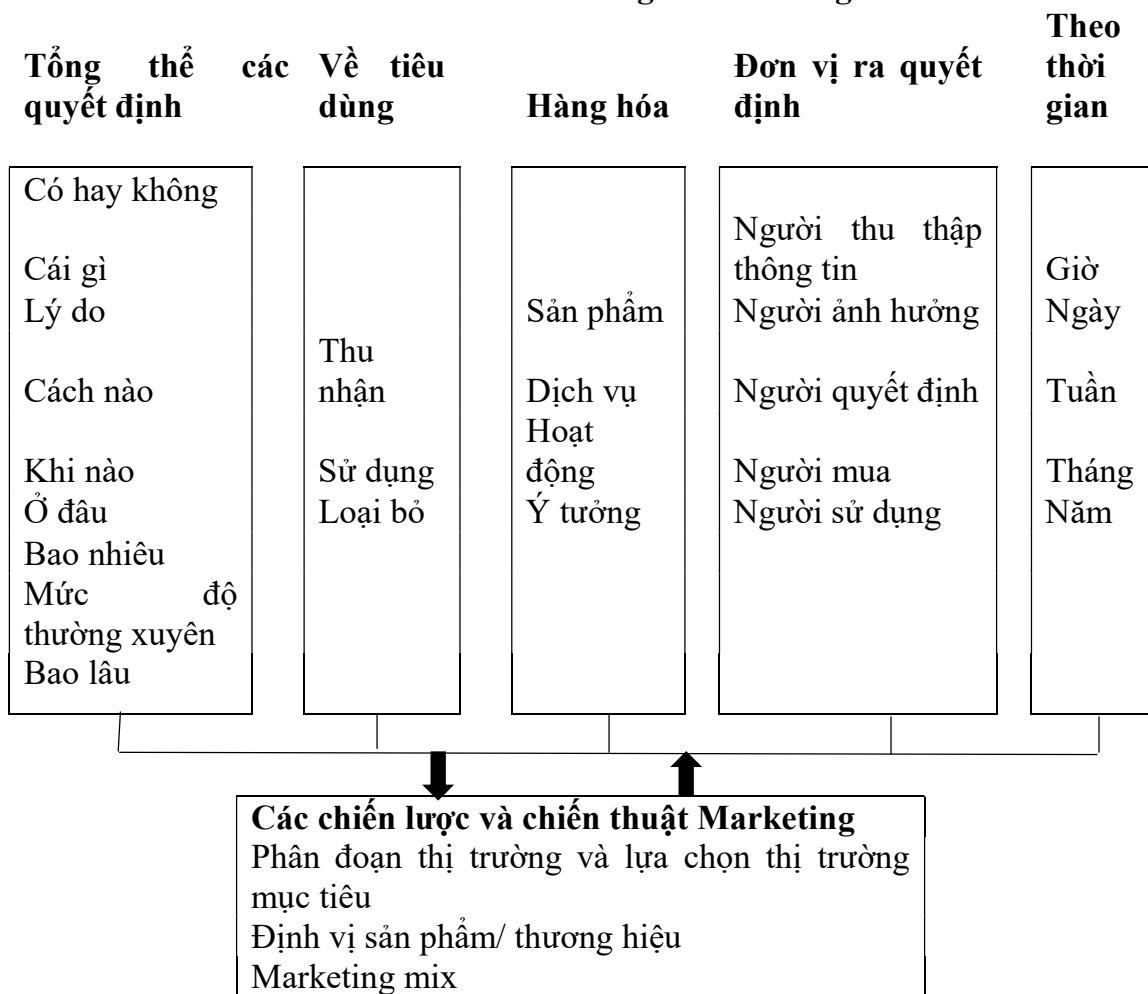 Tổng thể các
quyết định
Về tiêu
dùng
Hàng hóa
Đơn vị ra quyết
định
Theo
thời
gian
Có hay không
Cái gì
Lý do
Cách nào
Khi nào
Ở đâu
Bao nhiêu
Mức độ
thường xuyên
Bao lâu
Thu
nhận
Sử dụng
Loại bỏ
Sản phẩm
Dịch vụ
Hoạt
động
Ý tưởng
Người thu thập
thông tin
Người ảnh hưởng
Người quyết định
Người mua
Người sử dụng
Giờ
Ngày
Tuần
Tháng
Năm
Các chiến lược và chiến thuật Marketing
Phân đoạn thị trường và lựa chọn thị trường
mục tiêu
Định vị sản phẩm/ thương hiệu
Marketing mix